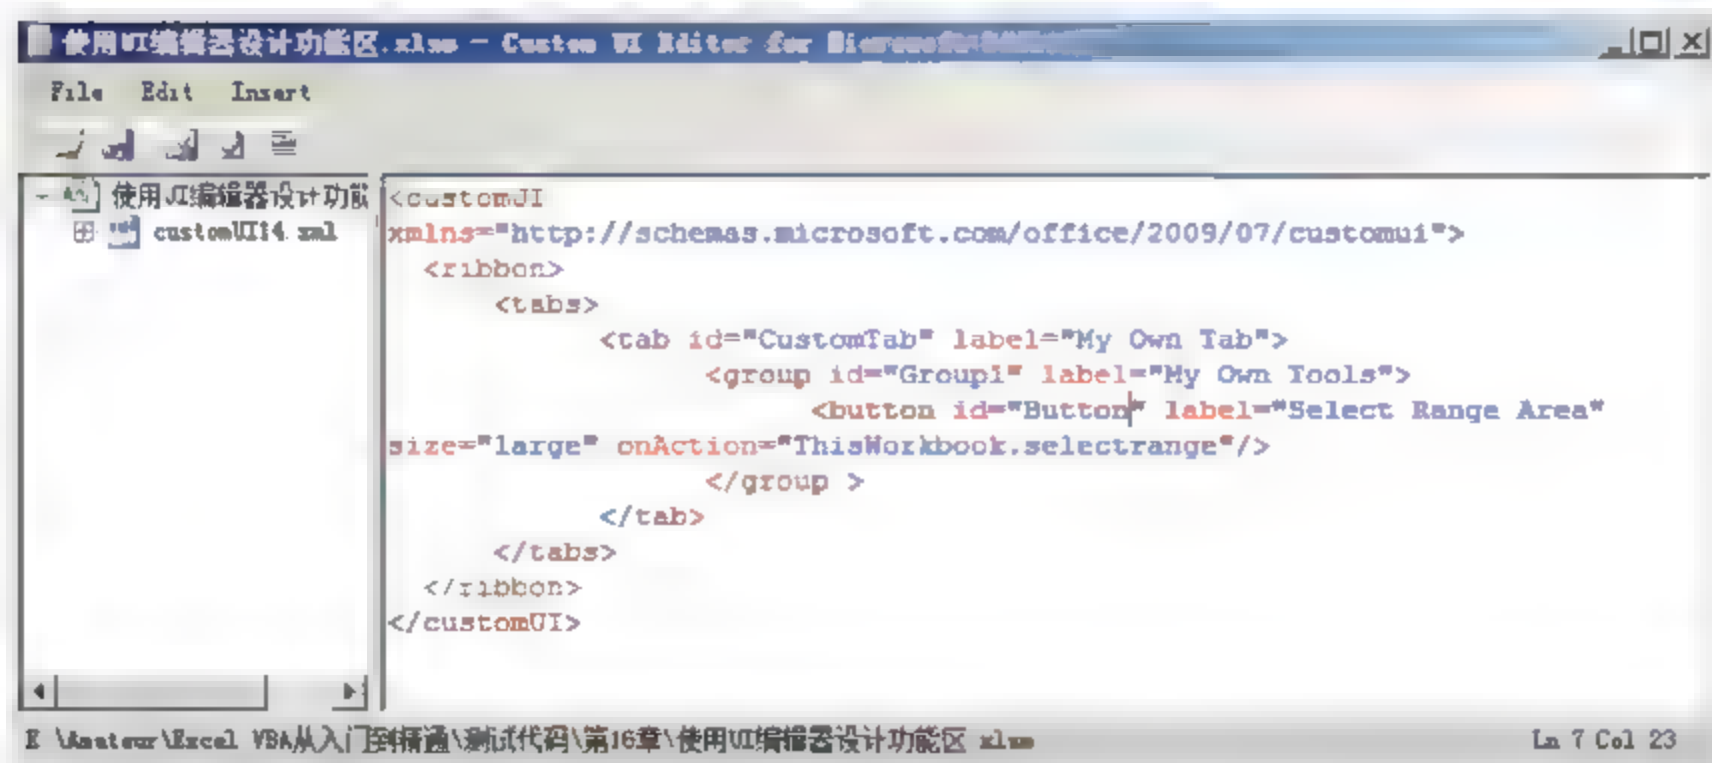 使用UI编辑器设计功能区.xlsm - Custom UI Editor for Microsoft
File Edit Insert
使用UI编辑器设计功能
customUI14.xml
<customUI
xmlns="http://schemas.microsoft.com/office/2009/07/customui">
<ribbon>
<tabs>
<tab id="CustomTab" label="My Own Tab">
<group id="Group1" label="My Own Tools">
<button id="Button" label="Select Range Area"
size="large" onAction="ThisWorkbook.selectrange"/>
</group >
</tab>
</tabs>
</ribbon>
</customUI>
E:\Amateur\Excel VBA从入门到精通\测试代码\第16章\使用UI编辑器设计功能区.xlsm
Ln 7 Col 23